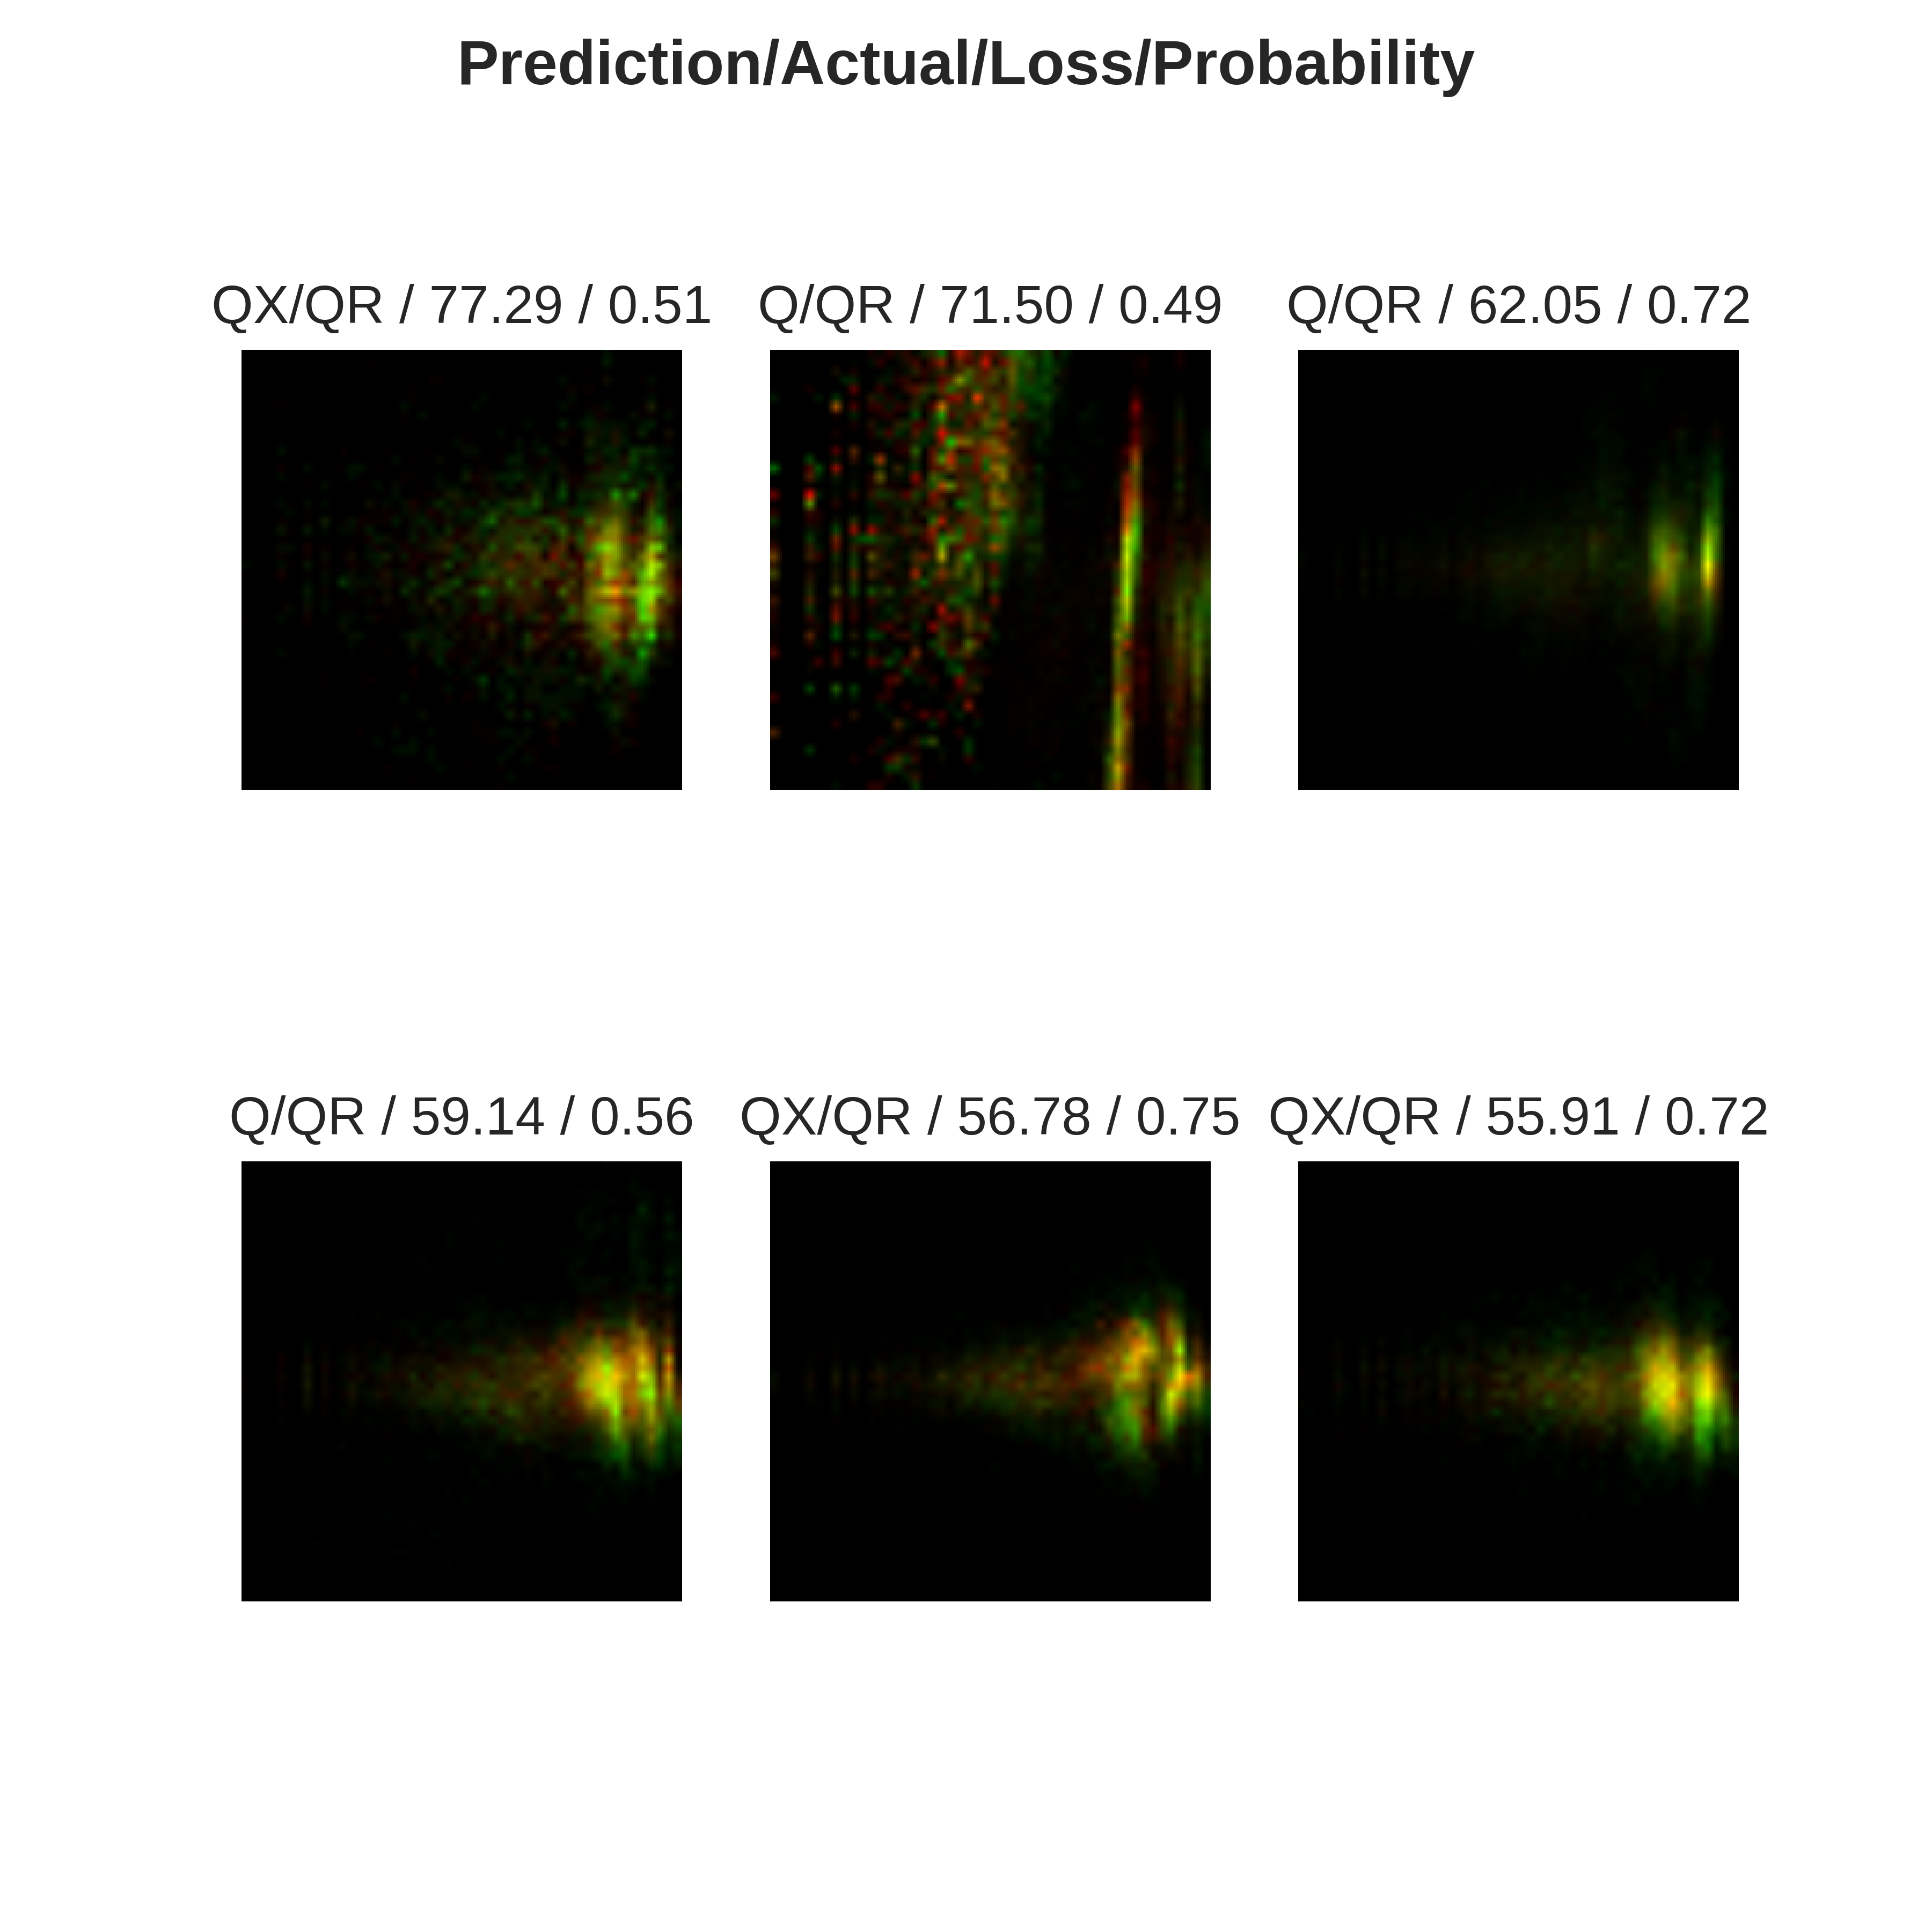 Prediction/Actual/Loss/Probability
QX/QR / 77.29 / 0.51
Q/QR / 71.50 / 0.49
Q/QR / 62.05 / 0.72
Q/QR / 59.14 / 0.56
QX/QR / 56.78 / 0.75
QX/QR / 55.91 / 0.72